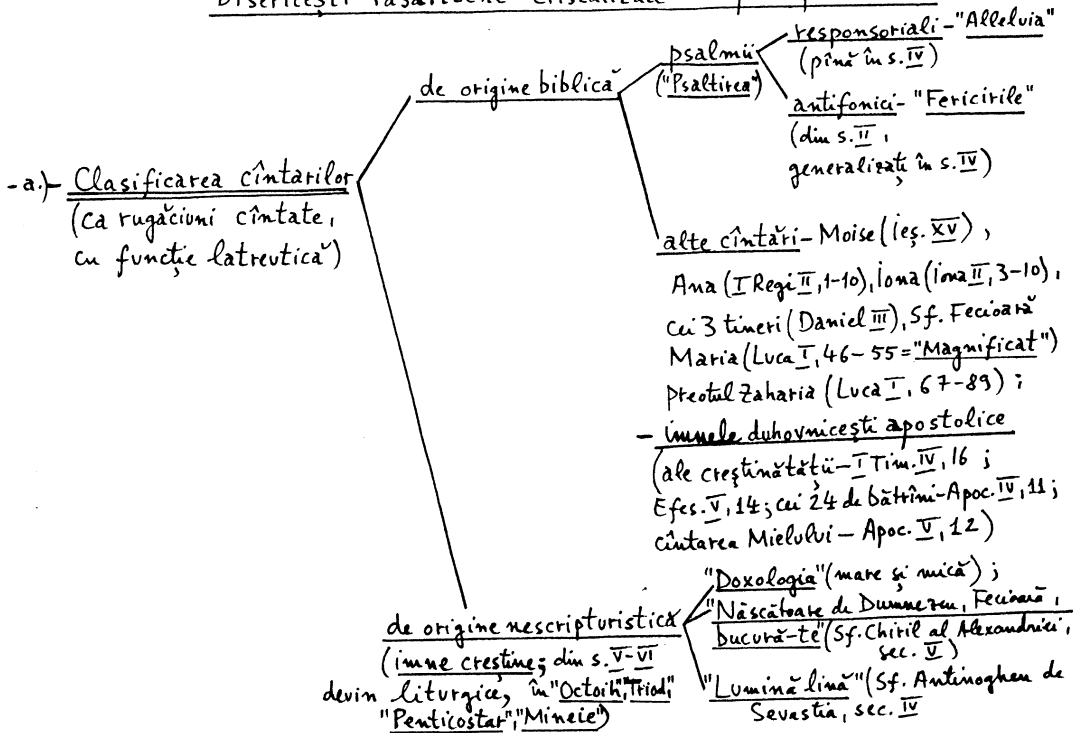 responsoriali - "Alleluia"
(pînă în s. IV)
psalmii
("Psaltirea")
de origine biblică
antifonici - "Fericirile"
(din s. II,
generalizați în s. IV)
- a.) - Clasificarea cîntărilor
(ca rugăciuni cîntate,
cu funcție latreutică)
alte cîntări - Moise (Ieș. XV),
Ana (I Regi II, 1-10), Iona (Iona II, 3-10),
cei 3 tineri (Daniel III), Sf. Fecioară
Maria (Luca I, 46-55 = "Magnificat")
preotul Zaharia (Luca I, 67-89);
- imnele duhovnicești apostolice
(ale creștinătății - I Tim. IV, 16;
Efes. V, 14; cei 24 de bătrîni - Apoc. IV, 11;
cîntarea Mielului - Apoc. V, 12)
"Doxologia" (mare și mică);
"Născătoare de Dumnezeu, Fecioară,
bucură-te" (Sf. Chiril al Alexandriei,
sec. V)
"Lumină lină" (Sf. Antinoghen de
Sevastia, sec. IV
de origine nescripturistică
(imne creștine; din s. V-VI
devin liturgice, în "Octoih", "Triod",
"Penticostar", "Mineie")